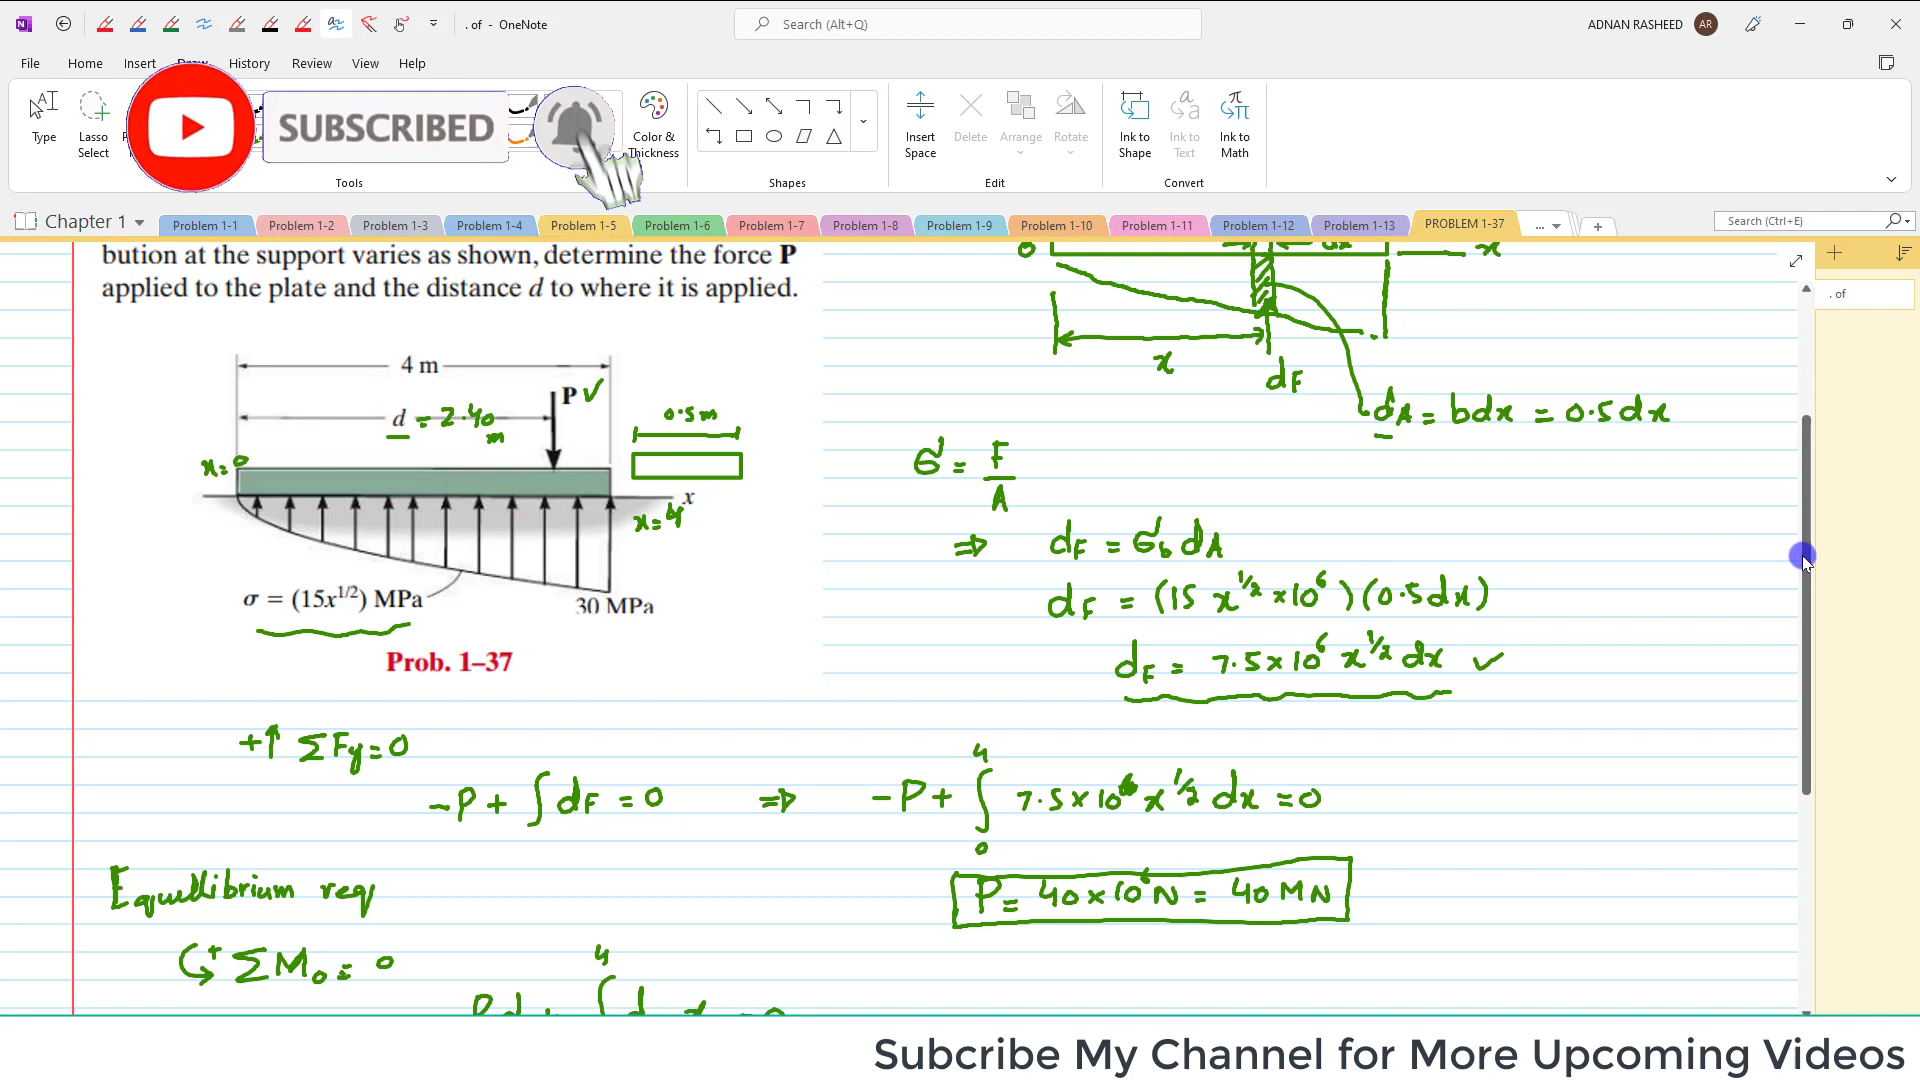 . of - OneNote
Search (Alt+Q)
ADNAN RASHEED
AR
File Home Insert Draw History Review View Help
SUBSCRIBED
Type
Lasso Select
Color & Thickness
Insert Space
Delete
Arrange
Rotate
Ink to Shape
Ink to Text
Ink to Math
Tools
Shapes
Edit
Convert
Chapter 1
Problem 1-1 Problem 1-2 Problem 1-3 Problem 1-4 Problem 1-5 Problem 1-6 Problem 1-7 Problem 1-8 Problem 1-9 Problem 1-10 Problem 1-11 Problem 1-12 Problem 1-13 PROBLEM 1-37 ...
Search (Ctrl+E)
. of
bution at the support varies as shown, determine the force P
applied to the plate and the distance d to where it is applied.
4 m
P ✓
d = 2.40 m
0.5 m
x=0
x
x=4
σ = (15x^1/2) MPa
30 MPa
Prob. 1–37
0
dx
x
x
dF
dA = bdx = 0.5dx
σ = F/A
⇒ dF = σb dA
dF = (15 x^1/2 × 10^6)(0.5dx)
dF = 7.5×10^6 x^1/2 dx ✓
+↑ ΣFy=0
-P + ∫dF = 0 ⇒ -P + ∫ 4 0 7.5×10^6 x^1/2 dx = 0
P = 40×10^6 N = 40 MN
Equillibrium req
+ ΣMo = 0
4
Subcribe My Channel for More Upcoming Videos